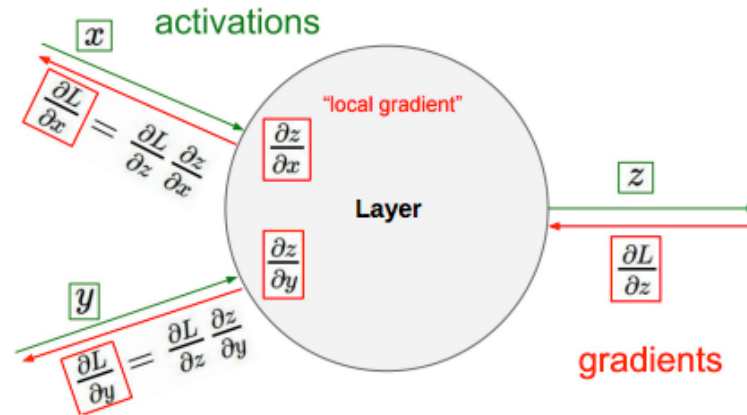 activations
x
∂L/∂x = ∂L/∂z ∂z/∂x
"local gradient"
∂z/∂x
Layer
z
∂z/∂y
∂L/∂z
y
∂L/∂y = ∂L/∂z ∂z/∂y
gradients